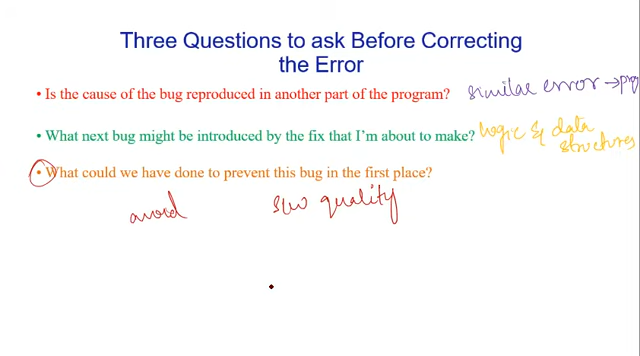 Three Questions to ask Before Correcting
the Error
• Is the cause of the bug reproduced in another part of the program? similar error →
• What next bug might be introduced by the fix that I'm about to make? Logic & data
structures
• What could we have done to prevent this bug in the first place?
avoid s/w quality